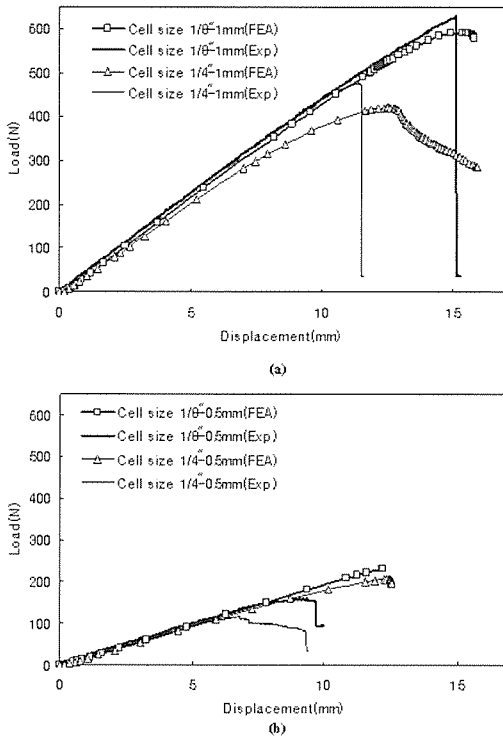 Cell size 1/8"-1mm(FEA)
Cell size 1/8"-1mm(Exp)
Cell size 1/4"-1mm(FEA)
Cell size 1/4"-1mm(Exp)
600
500
400
300
200
100
0
Load(N)
0 5 10 15
Displacement(mm)
(a)
Cell size 1/8"-0.5mm(FEA)
Cell size 1/8"-0.5mm(Exp)
Cell size 1/4"-0.5mm(FEA)
Cell size 1/4"-0.5mm(Exp)
600
500
400
300
200
100
0
Load(N)
0 5 10 15
Displacement(mm)
(b)